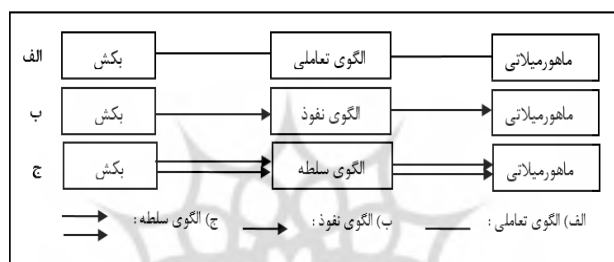 الف بکش الگوی تعاملی ماهورمیلاتی
ب بکش الگوی نفوذ ماهورمیلاتی
ج بکش الگوی سلطه ماهورمیلاتی
الف) الگوی تعاملی : ب) الگوی نفوذ : ج) الگوی سلطه :